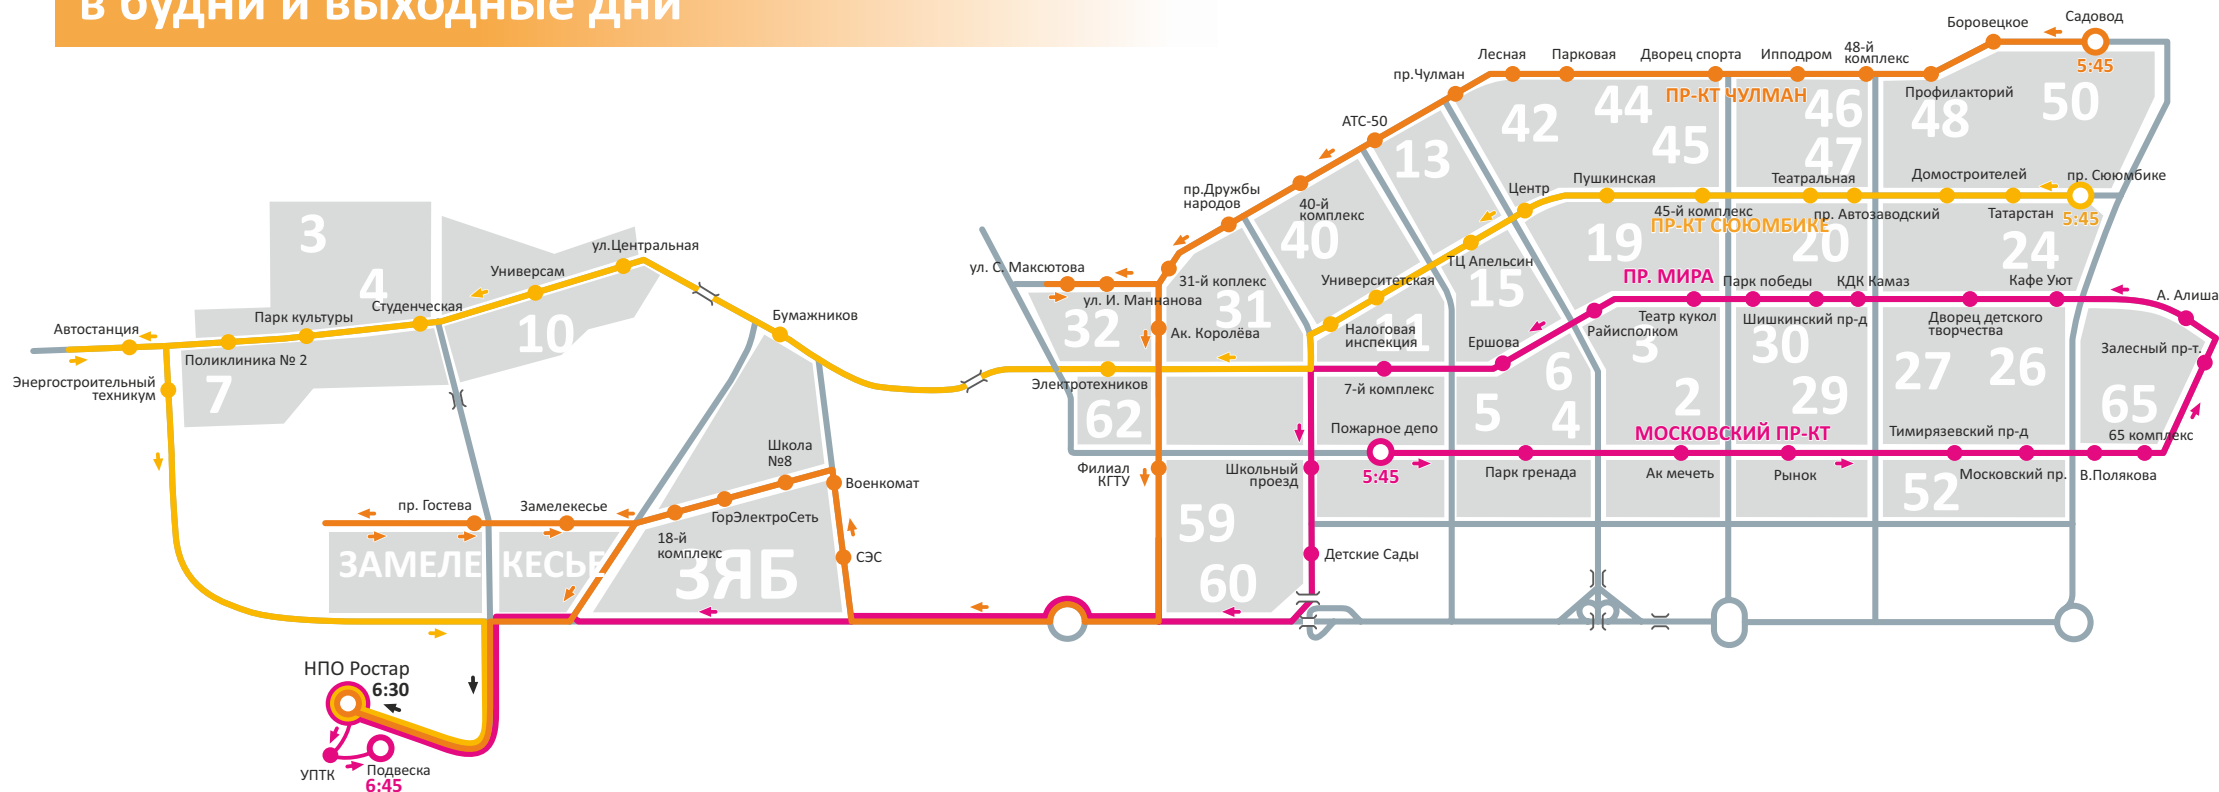 в будни и выходные дни
Боровецкое
Садовод
5:45
Лесная
Парковая
Дворец спорта
Ипподром
48-й
комплекс
пр.Чулман
ПР-КТ ЧУЛМАН
Профилакторий
42
44
45
46
47
48
50
АТС-50
13
пр.Дружбы
народов
40-й
комплекс
40
Центр
Пушкинская
45-й комплекс
ПР-КТ СЮЮМБИКЕ
Театральная
пр. Автозаводский
Домостроителей
Татарстан
пр. Сююмбике
5:45
19
20
24
ТЦ Апельсин
15
Университетская
Налоговая
инспекция
11
ул. С. Максютова
ул. И. Маннанова
31-й коплекс
31
32
Ак. Королёва
Электротехников
62
ПР. МИРА
Парк победы
КДК Камаз
Кафе Уют
А. Алиша
Райисполком
Театр кукол
Шишкинский пр-д
Дворец детского
творчества
Залесный пр-т.
Ершова
7-й комплекс
3
30
6
5
4
2
29
27
26
65
Пожарное депо
5:45
МОСКОВСКИЙ ПР-КТ
Тимирязевский пр-д
65 комплекс
Парк гренада
Ак мечеть
Рынок
Московский пр.
В.Полякова
52
Филиал
КГТУ
Школьный
проезд
59
60
Детские Сады
3
4
10
7
ул.Центральная
Универсам
Студенческая
Парк культуры
Автостанция
Поликлиника № 2
Энергостроительный
техникум
Бумажников
Школа
№8
Военкомат
ГорЭлектроСеть
18-й
комплекс
СЭС
пр. Гостева
Замелекесье
ЗАМЕЛЕ КЕСЬЕ
ЗЯБ
НПО Ростар
6:30
УПТК
Подвеска
6:45